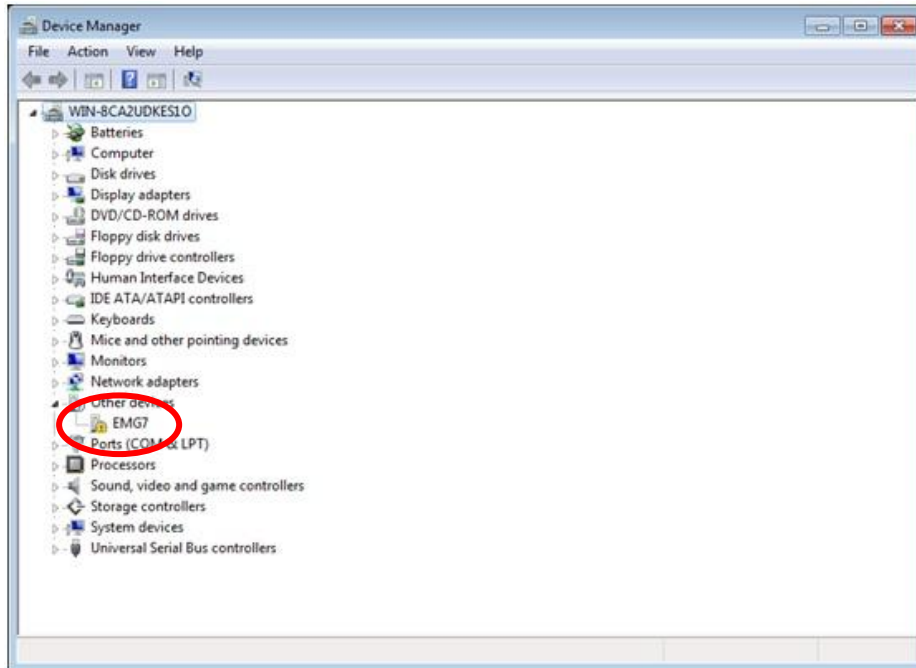 Device Manager
File Action View Help
WIN-8CA2UDKES1O
Batteries
Computer
Disk drives
Display adapters
DVD/CD-ROM drives
Floppy disk drives
Floppy drive controllers
Human Interface Devices
IDE ATA/ATAPI controllers
Keyboards
Mice and other pointing devices
Monitors
Network adapters
Other devices
EMG7
Ports (COM & LPT)
Processors
Sound, video and game controllers
Storage controllers
System devices
Universal Serial Bus controllers